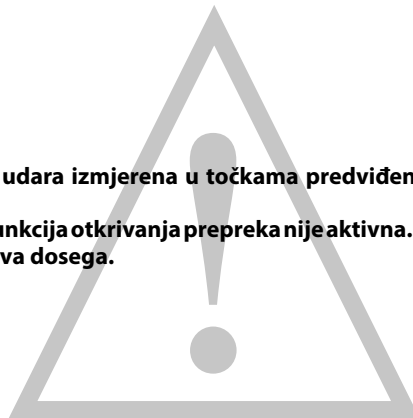 udara izmjerena u točkama predviđen
unkcija otkrivanja prepreka nije aktivna.
va dosega.